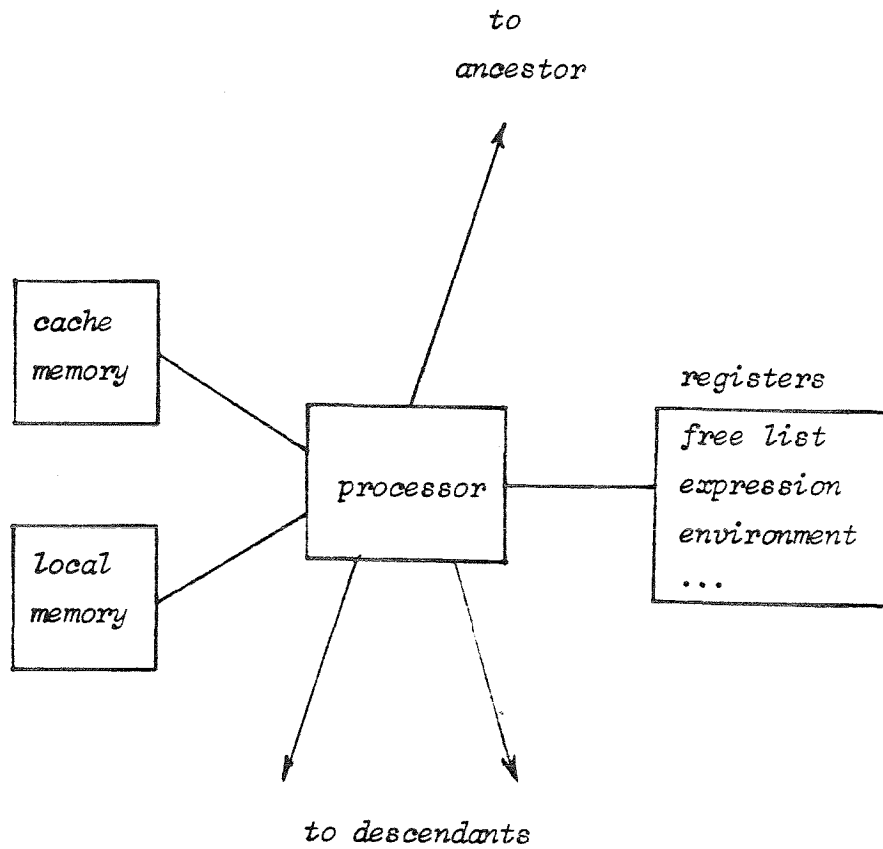 to
ancestor
cache
memory
registers
free list
expression
environment
...
processor
local
memory
to descendants